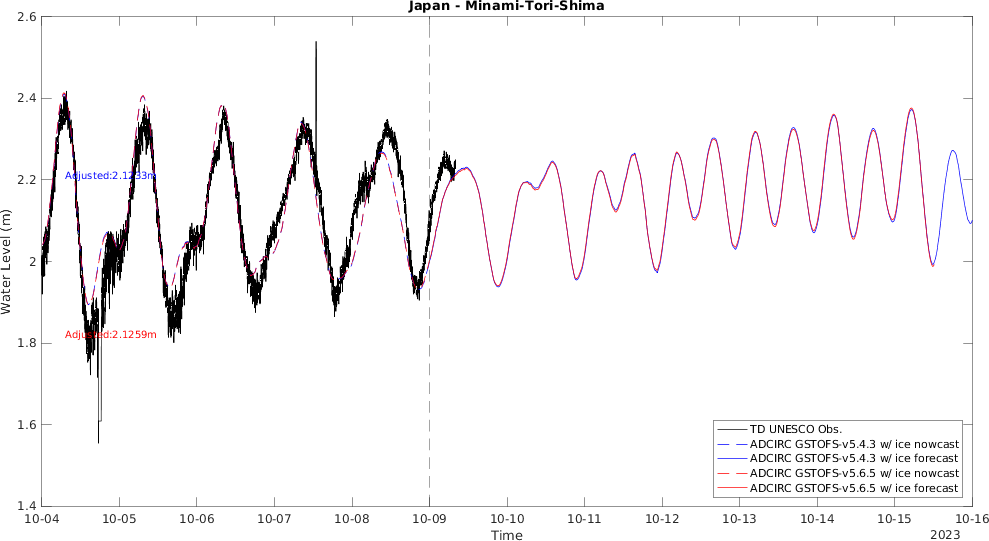 Japan - Minami-Tori-Shima
2.6
2.4
2.2
2
1.8
1.6
1.4
Water Level (m)
Adjusted:2.1233m
Adjusted:2.1259m
TD UNESCO Obs.
ADCIRC GSTOFS-v5.4.3 w/ ice nowcast
ADCIRC GSTOFS-v5.4.3 w/ ice forecast
ADCIRC GSTOFS-v5.6.5 w/ ice nowcast
ADCIRC GSTOFS-v5.6.5 w/ ice forecast
10-04 10-05 10-06 10-07 10-08 10-09 10-10 10-11 10-12 10-13 10-14 10-15 10-16
Time
2023